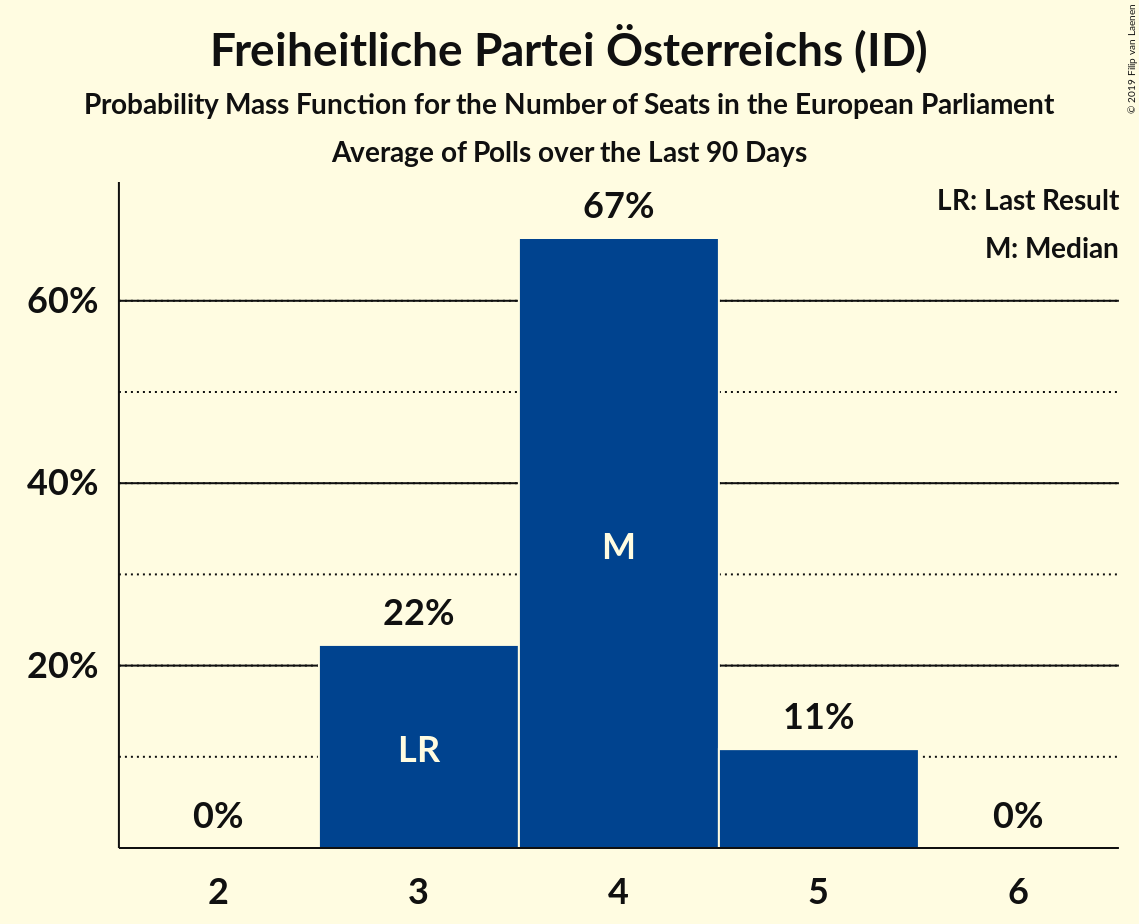 Freiheitliche Partei Österreichs (ID)
Probability Mass Function for the Number of Seats in the European Parliament
Average of Polls over the Last 90 Days
© 2019 Filip van Laenen
LR: Last Result
M: Median
67%
60%
40%
M
22%
20%
LR
11%
0%
0%
2 3 4 5 6